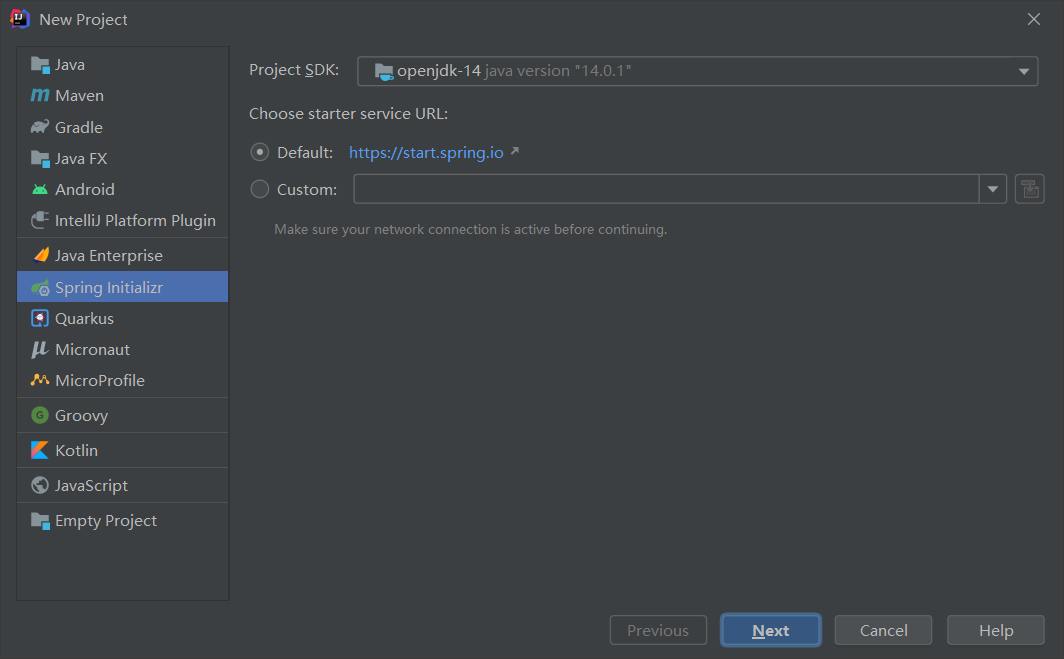 New Project
Java
Maven
Gradle
Java FX
Android
IntelliJ Platform Plugin
Java Enterprise
Spring Initializr
Quarkus
Micronaut
MicroProfile
Groovy
Kotlin
JavaScript
Empty Project
Project SDK: openjdk-14 java version "14.0.1"
Choose starter service URL:
Default: https://start.spring.io
Custom:
Make sure your network connection is active before continuing.
Previous Next Cancel Help